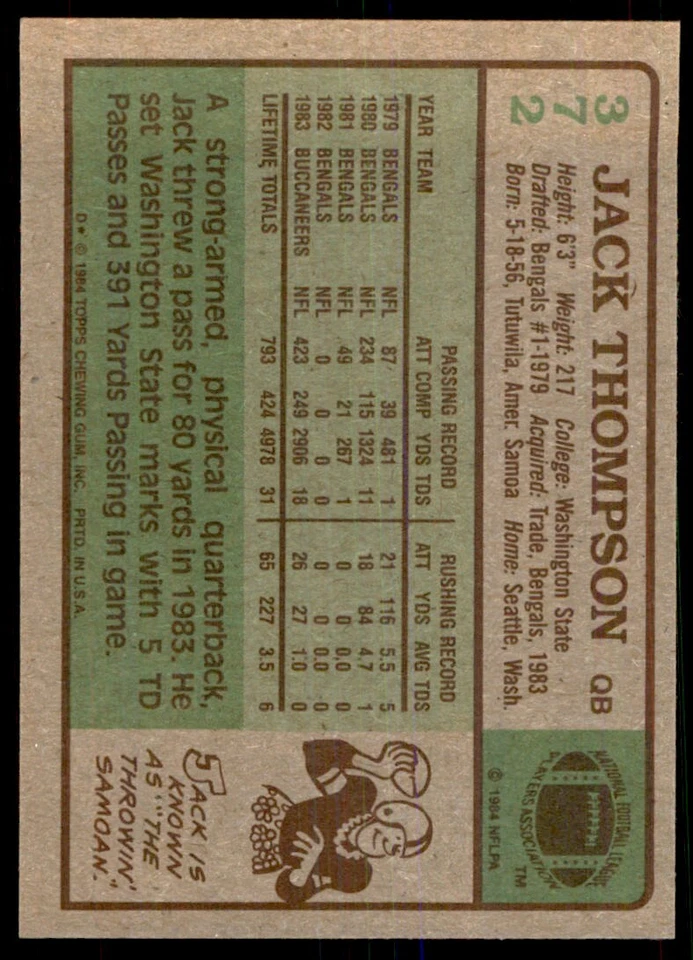 372
JACK THOMPSON QB
Height: 6'3" Weight: 217 College: Washington State
Drafted: Bengals #1-1979 Acquired: Trade, Bengals, 1983
Born: 5-18-56, Tutuwila, Amer. Samoa Home: Seattle, Wash.
NATIONAL FOOTBALL LEAGUE
PLAYERS ASSOCIATION
TM
© 1984 NFLPA
PASSING RECORD RUSHING RECORD
YEAR TEAM ATT COMP YDS TDS ATT YDS AVG TDS
1979 BENGALS NFL 87 39 481 1 21 116 5.5 5
1980 BENGALS NFL 234 115 1324 11 18 84 4.7 1
1981 BENGALS NFL 49 21 267 1 0 0 0.0 0
1982 BENGALS NFL 0 0 0 0 0 0 0.0 0
1983 BUCCANEERS NFL 423 249 2906 18 26 27 1.0 0
LIFETIME TOTALS 793 424 4978 31 65 227 3.5 6
A strong-armed, physical quarterback,
Jack threw a pass for 80 yards in 1983. He
set Washington State marks with 5 TD
Passes and 391 Yards Passing in game.
D* © 1984 TOPPS CHEWING GUM, INC. PRTD. IN U.S.A.
JACK IS
KNOWN
AS "THE
THROWIN'
SAMOAN."